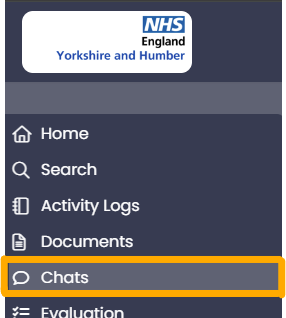 NHS
England
Yorkshire and Humber
Home
Search
Activity Logs
Documents
Chats
Evaluation